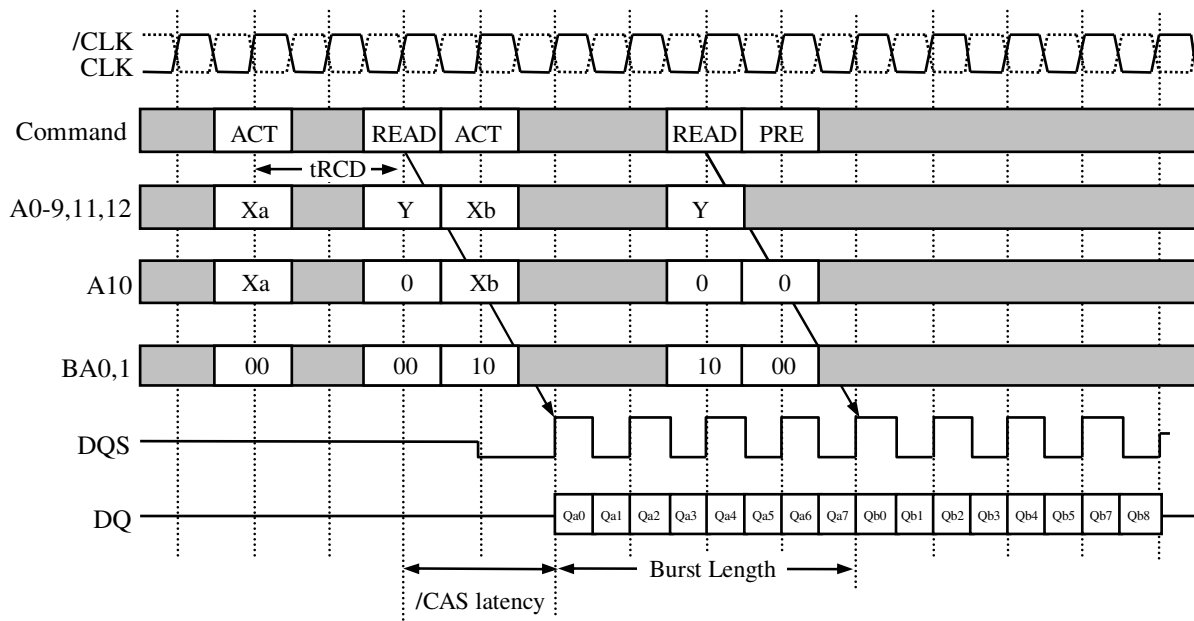 /CLK
CLK
Command ACT READ ACT READ PRE
tRCD
A0-9,11,12 Xa Y Xb Y
A10 Xa 0 Xb 0 0
BA0,1 00 00 10 10 00
DQS
DQ Qa0 Qa1 Qa2 Qa3 Qa4 Qa5 Qa6 Qa7 Qb0 Qb1 Qb2 Qb3 Qb4 Qb5 Qb7 Qb8
Burst Length
/CAS latency